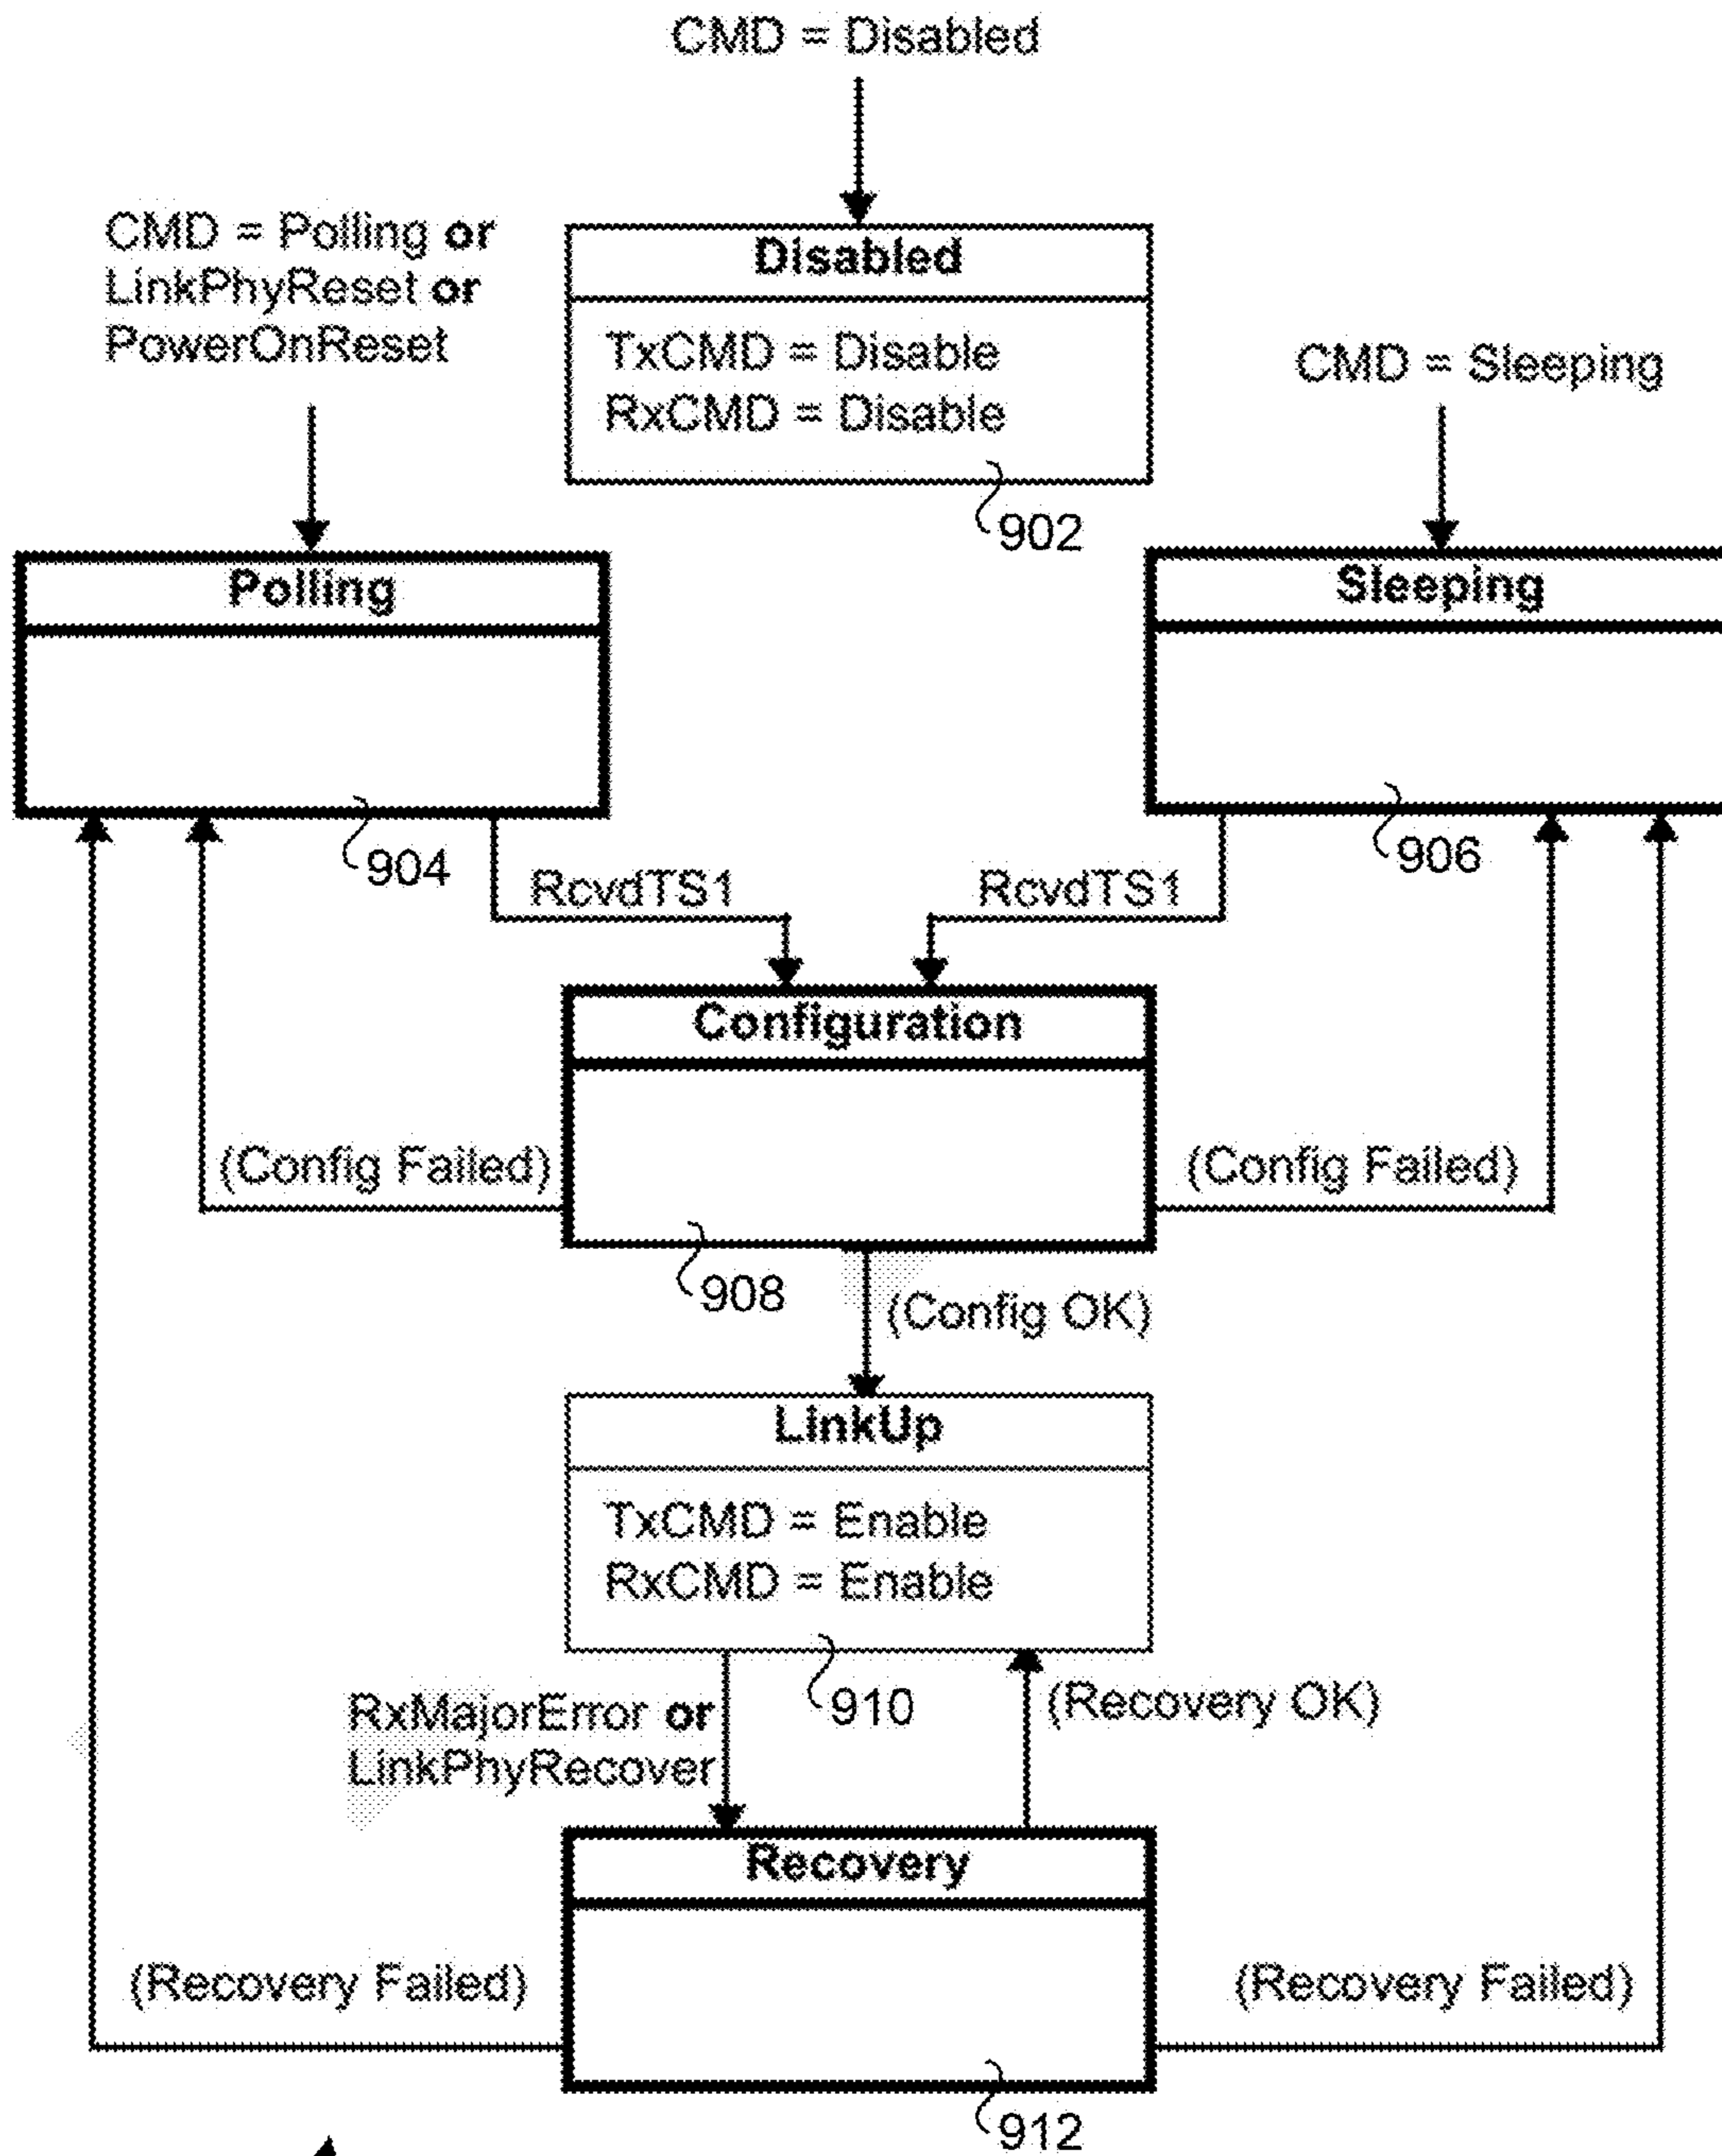 CMD = Disabled
CMD = Polling or
LinkPhyReset or
PowerOnReset
Disabled
TxCMD = Disable
RxCMD = Disable
902
CMD = Sleeping
Polling
904
Sleeping
906
RcvdTS1
RcvdTS1
Configuration
908
(Config Failed)
(Config Failed)
(Config OK)
LinkUp
TxCMD = Enable
RxCMD = Enable
910
RxMajorError or
LinkPhyRecover
(Recovery OK)
Recovery
912
(Recovery Failed)
(Recovery Failed)